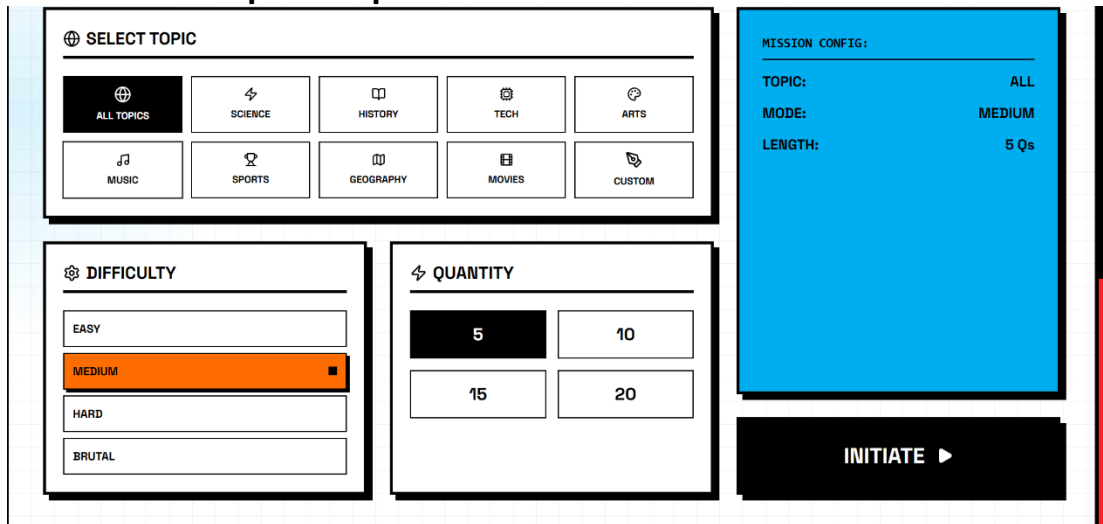 SELECT TOPIC
ALL TOPICS
SCIENCE
HISTORY
TECH
ARTS
MUSIC
SPORTS
GEOGRAPHY
MOVIES
CUSTOM
DIFFICULTY
EASY
MEDIUM
HARD
BRUTAL
QUANTITY
5
10
15
20
MISSION CONFIG:
TOPIC: ALL
MODE: MEDIUM
LENGTH: 5 Qs
INITIATE